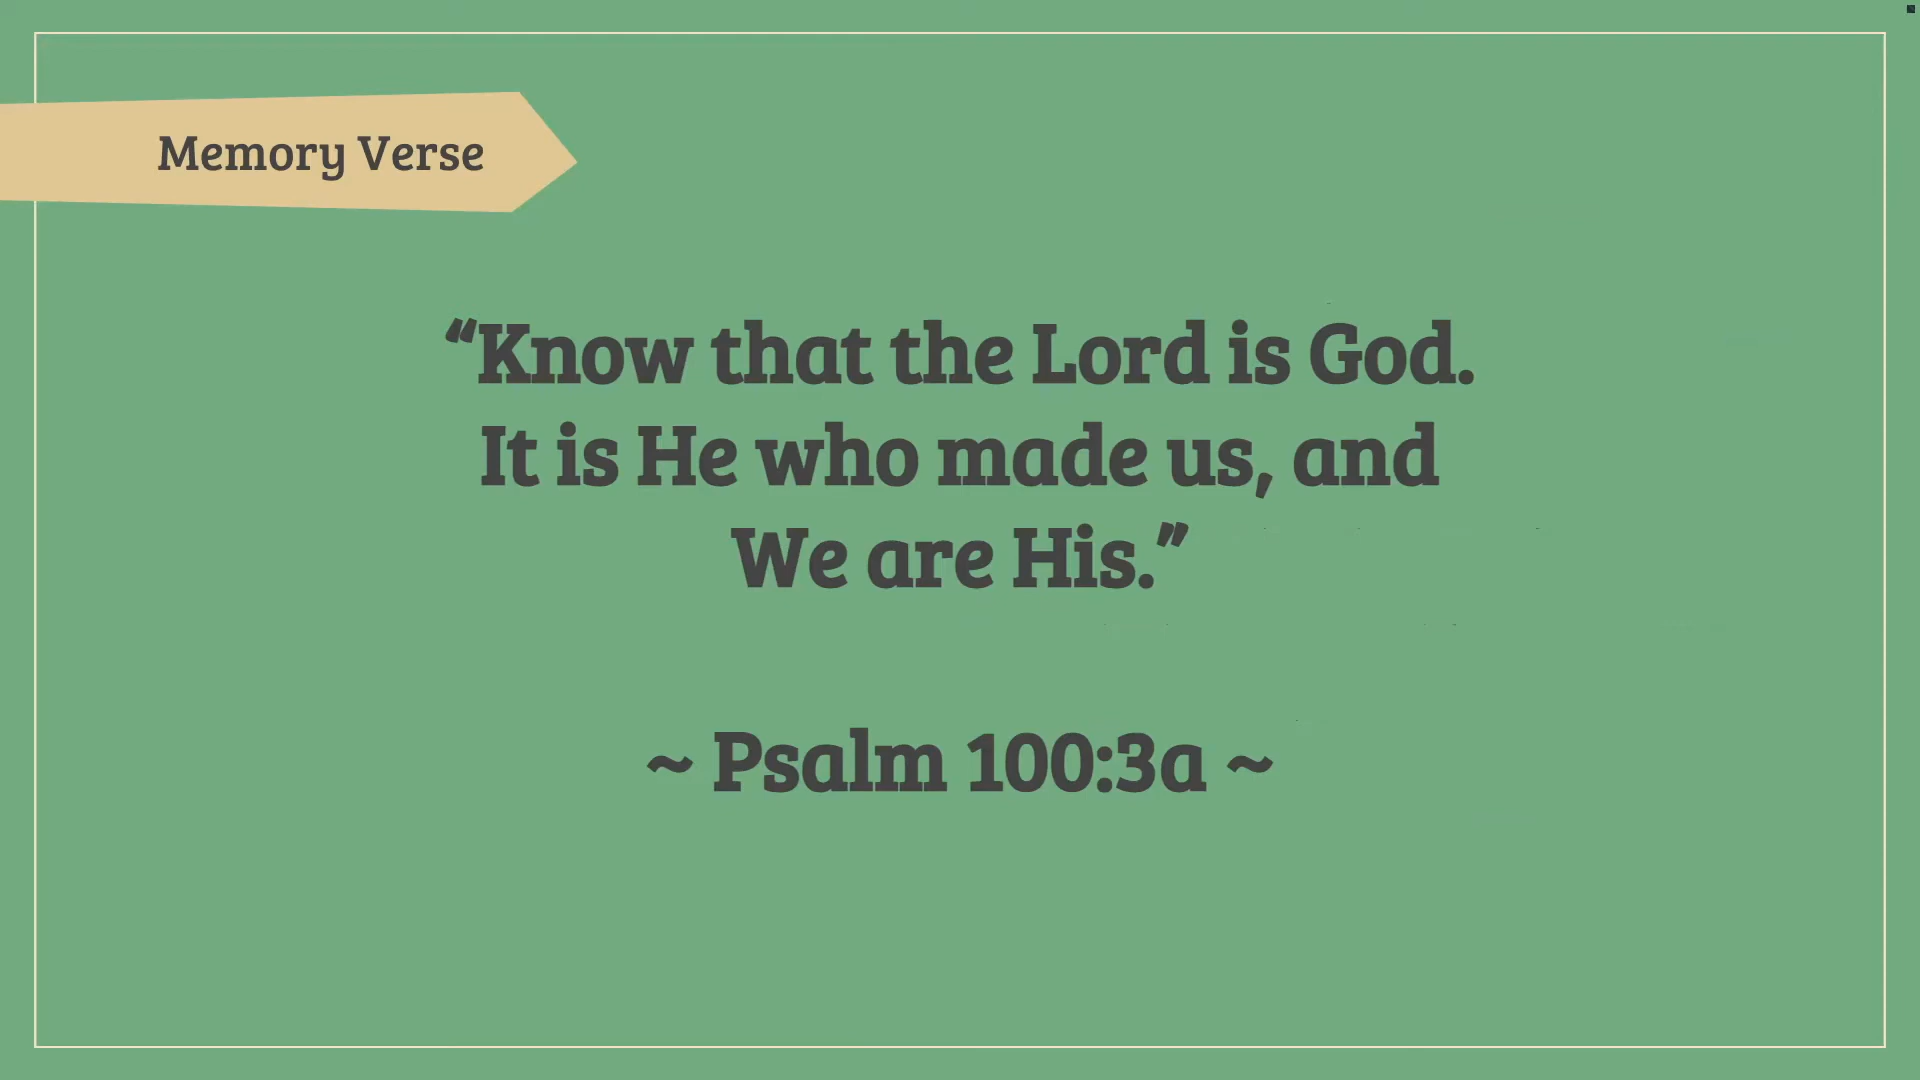 Memory Verse
“Know that the Lord is God.
It is He who made us, and
We are His.”
~ Psalm 100:3a ~